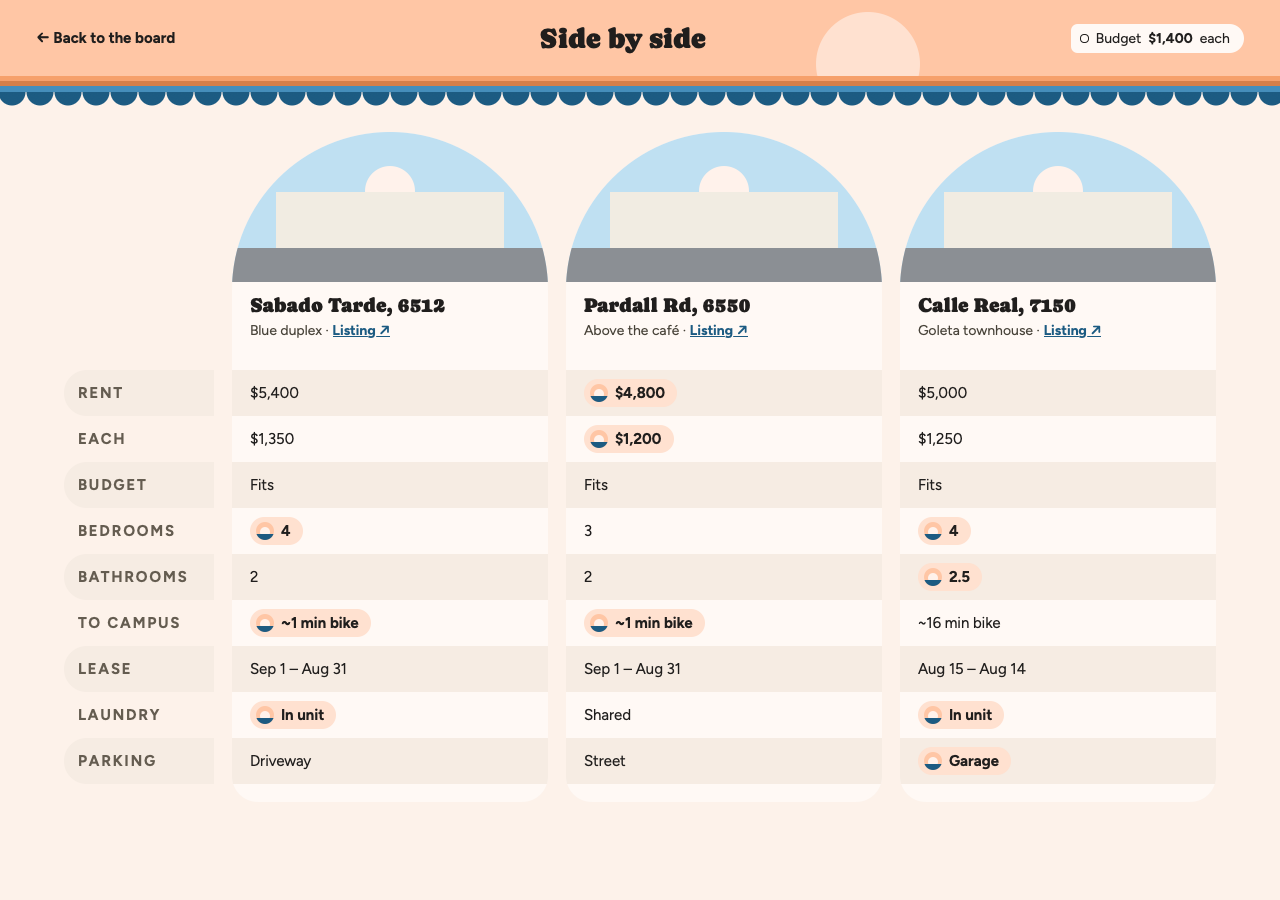 ← Back to the board
Side by side
Budget $1,400 each
Sabado Tarde, 6512
Blue duplex · Listing ↗
Pardall Rd, 6550
Above the café · Listing ↗
Calle Real, 7150
Goleta townhouse · Listing ↗
RENT $5,400 $4,800 $5,000
EACH $1,350 $1,200 $1,250
BUDGET Fits Fits Fits
BEDROOMS 4 3 4
BATHROOMS 2 2 2.5
TO CAMPUS ~1 min bike ~1 min bike ~16 min bike
LEASE Sep 1 – Aug 31 Sep 1 – Aug 31 Aug 15 – Aug 14
LAUNDRY In unit Shared In unit
PARKING Driveway Street Garage